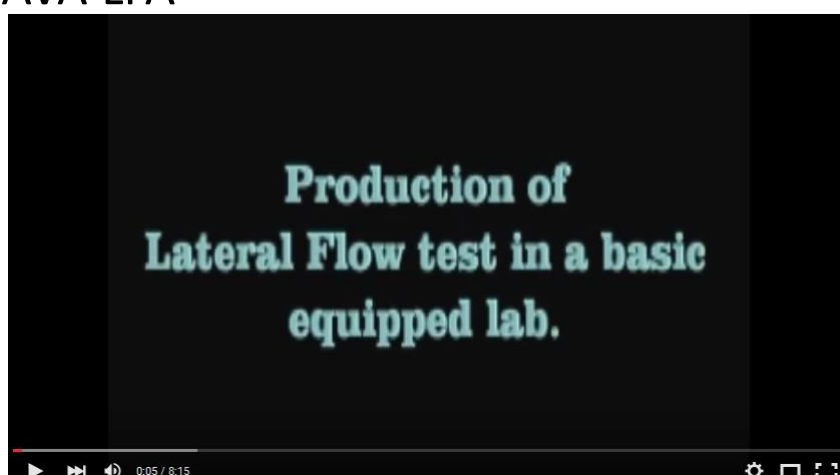 Production of
Lateral Flow test in a basic
equipped lab.
0:05 / 8:15